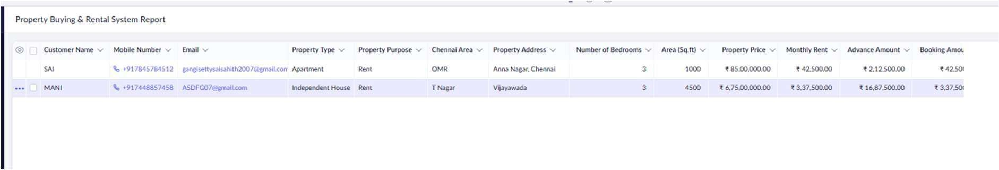 Property Buying & Rental System Report
Customer Name Mobile Number Email Property Type Property Purpose Chennai Area Property Address Number of Bedrooms Area (Sq.ft) Property Price Monthly Rent Advance Amount Booking Amou
SAI +917845784512 gangisettysaisahith2007@gmail.com Apartment Rent OMR Anna Nagar, Chennai 3 1000 ₹ 85,00,000.00 ₹ 42,500.00 ₹ 2,12,500.00 ₹ 42,50
MANI +917448857458 ASDFG07@gmail.com Independent House Rent T Nagar Vijayawada 3 4500 ₹ 6,75,00,000.00 ₹ 3,37,500.00 ₹ 16,87,500.00 ₹ 3,37,50